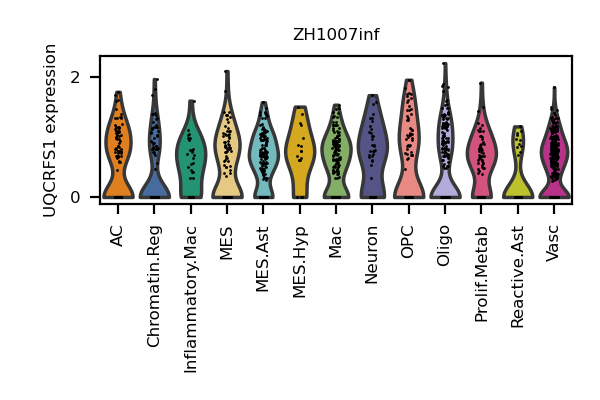 ZH1007inf
UQCRFS1 expression
2
0
AC
Chromatin.Reg
Inflammatory.Mac
MES
MES.Ast
MES.Hyp
Mac
Neuron
OPC
Oligo
Prolif.Metab
Reactive.Ast
Vasc